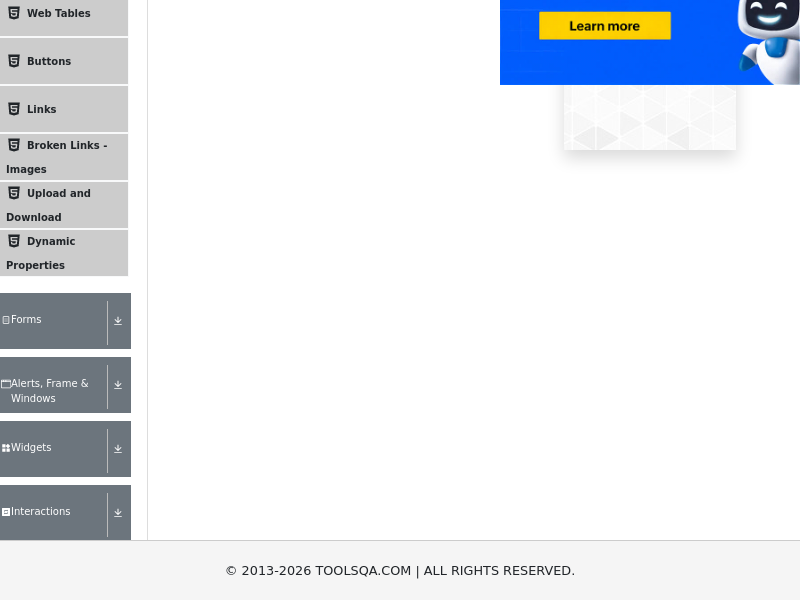 Web Tables
Learn more
Buttons
Links
Broken Links -
Images
Upload and
Download
Dynamic
Properties
Forms
Alerts, Frame &
Windows
Widgets
Interactions
© 2013-2026 TOOLSQA.COM | ALL RIGHTS RESERVED.